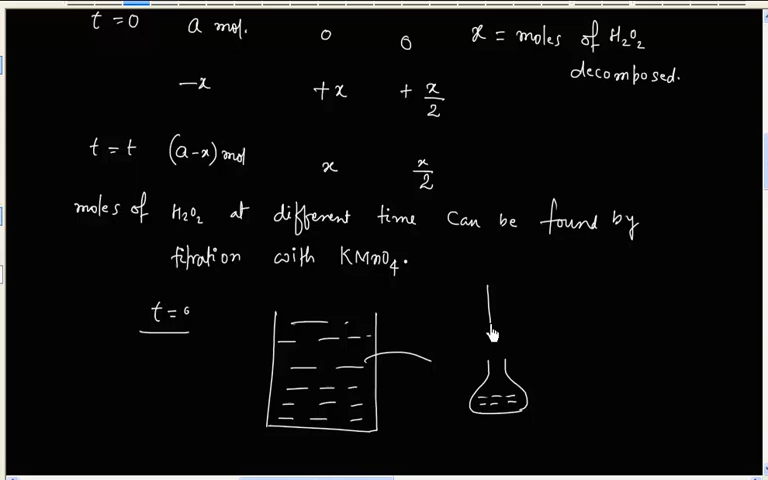 t = 0 a mol. 0 0 x = moles of H₂O₂
decomposed.
-x +x + x/2
t = t (a-x) mol x x/2
moles of H₂O₂ at different time can be found by
titration with KMnO₄.
t = 0